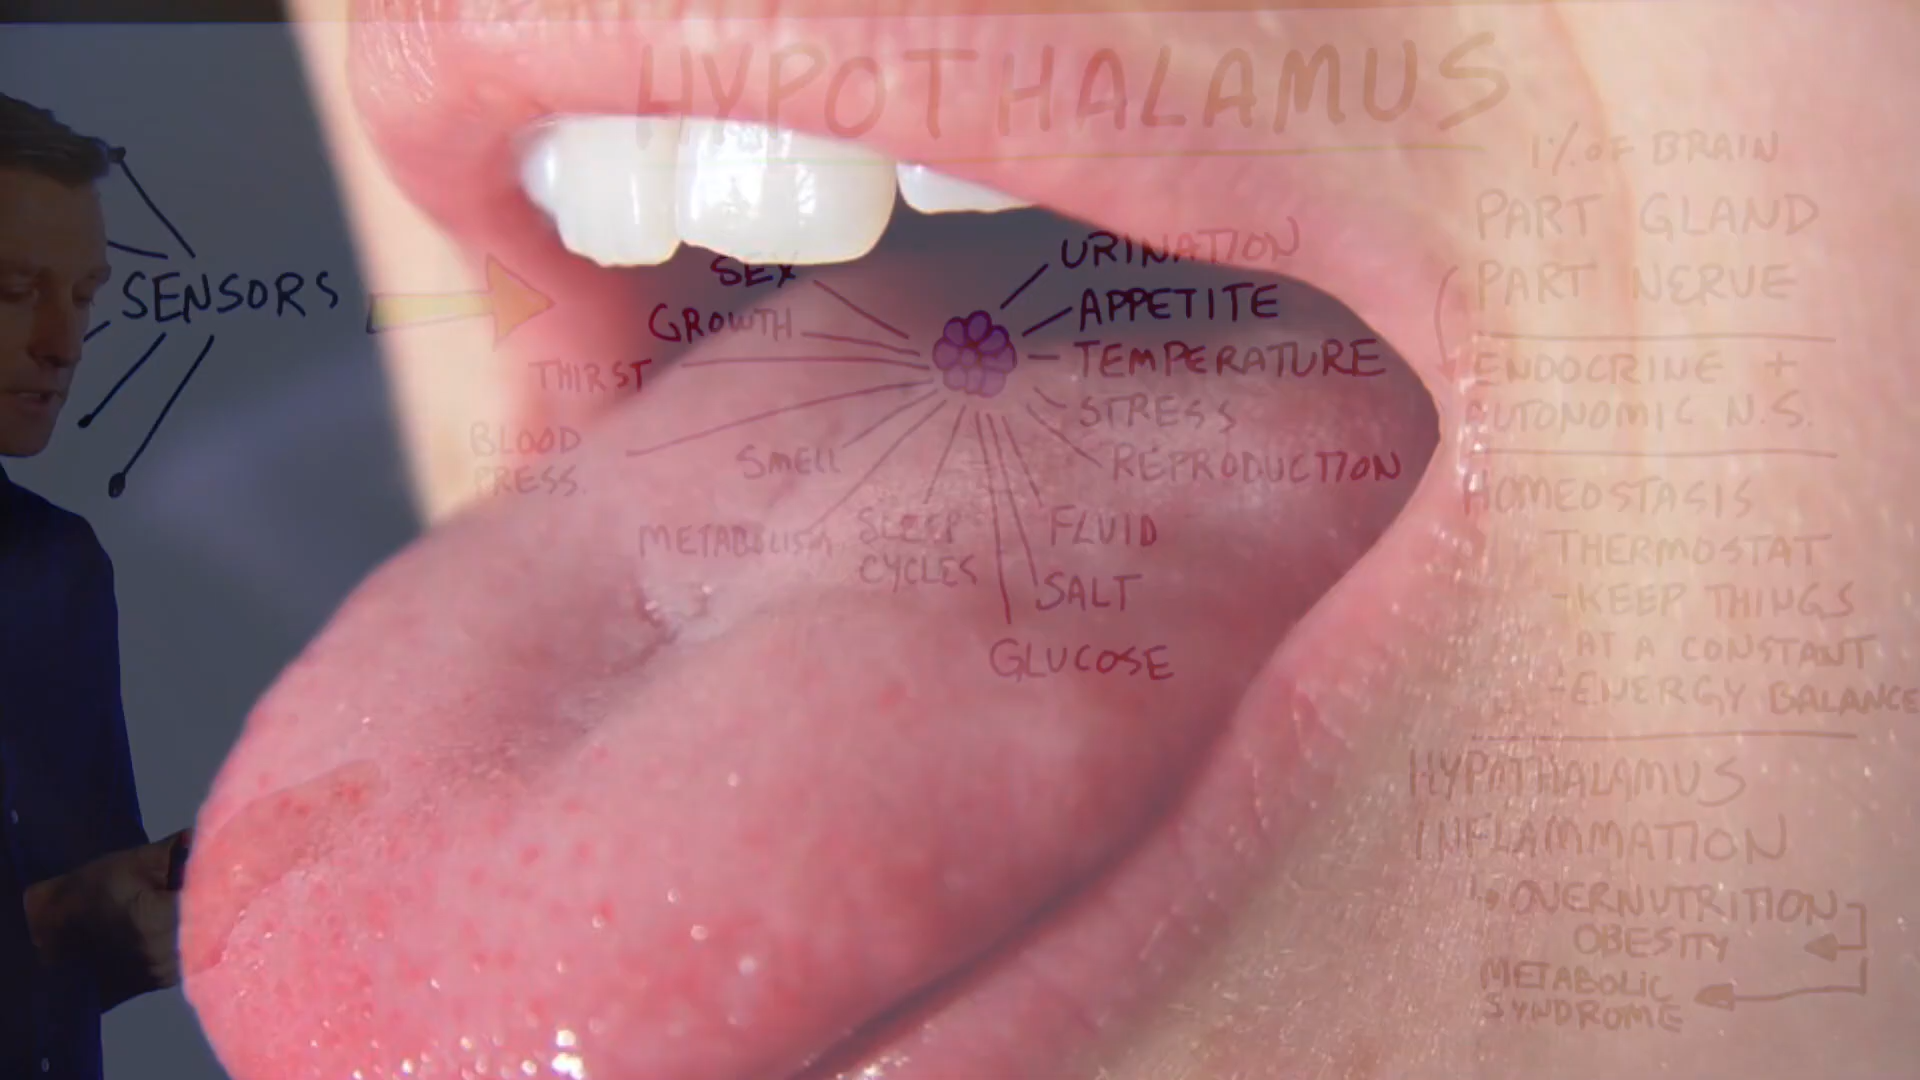 HYPOTHALAMUS
SENSORS
SEX
GROWTH
THIRST
BLOOD
PRESS.
SMELL
METABOLISM
SLEEP
CYCLES
URINATION
APPETITE
TEMPERATURE
STRESS
REPRODUCTION
FLUID
SALT
GLUCOSE
1% OF BRAIN
PART GLAND
PART NERVE
ENDOCRINE +
AUTONOMIC N.S.
HOMEOSTASIS
THERMOSTAT
-KEEP THINGS
AT A CONSTANT
-ENERGY BALANCE
HYPOTHALAMUS
INFLAMMATION
OVERNUTRITION
OBESITY
METABOLIC
SYNDROME